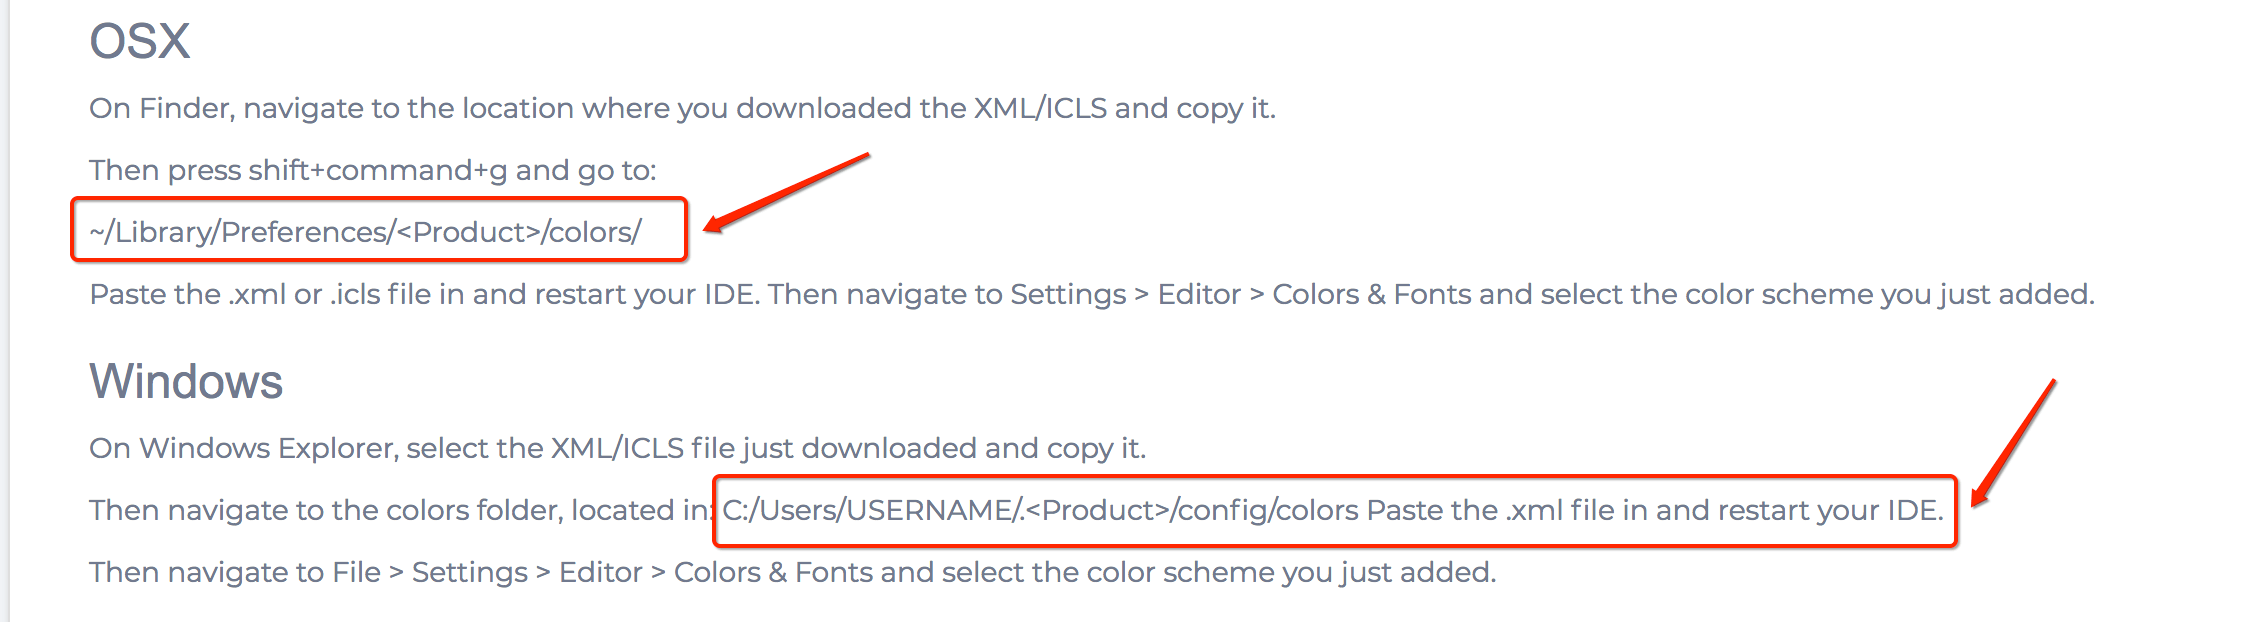 OSX
On Finder, navigate to the location where you downloaded the XML/ICLS and copy it.
Then press shift+command+g and go to:
~/Library/Preferences/<Product>/colors/
Paste the .xml or .icls file in and restart your IDE. Then navigate to Settings > Editor > Colors & Fonts and select the color scheme you just added.
Windows
On Windows Explorer, select the XML/ICLS file just downloaded and copy it.
Then navigate to the colors folder, located in: C:/Users/USERNAME/.<Product>/config/colors Paste the .xml file in and restart your IDE.
Then navigate to File > Settings > Editor > Colors & Fonts and select the color scheme you just added.